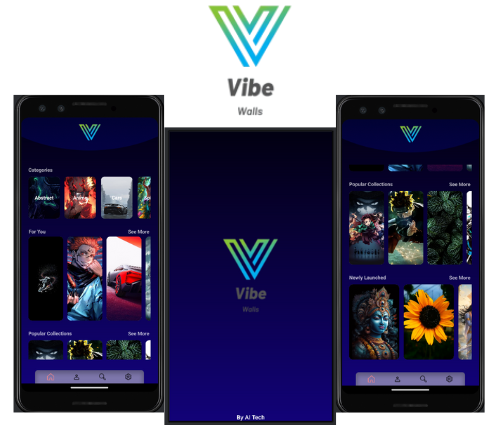 Vibe
Walls
Categories
Abstract
Anime
"Cars"
For You
See More
Popular Collections
See More
Vibe
Walls
By AI Tech
Popular Collections
See More
Newly Launched
See More